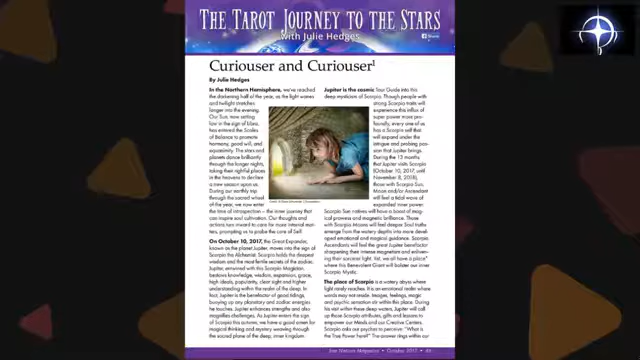 THE TAROT JOURNEY TO THE STARS
with Julie Hedges
Share
Curiouser and Curiouser¹
By Julie Hedges
In the Northern Hemisphere, we've reached
the darkening half of the year, as the light wanes
and twilight stretches
longer into the evening.
Our Sun, now setting
low in the sign of Libra,
has entered the Scales
of Balance to promote
harmony, good will, and
equanimity. The stars and
planets dance brilliantly
through the longer nights,
taking their rightful places
in the heavens to declare
a new season upon us.
During our earthly trip
through the sacred wheel
of the year, we now enter
the time of introspection – the inner journey that
can inspire soul cultivation. Our thoughts and
actions turn inward to care for more internal mat-
ters, prompting us to probe the core of Self.
On October 10, 2017, the Great Expander,
known as the planet Jupiter, moves into the sign of
Scorpio the Alchemist. Scorpio holds the deepest
wisdom and the most prolific secrets of the zodiac.
Jupiter, entwined with this Scorpio Magician,
bestows knowledge, wisdom, expansion, grace,
high ideals, popularity, clear sight and higher
understanding within the realm of the deep. In
fact, Jupiter is the benefactor of good tidings,
buoying up any planetary and zodiac energies
he touches. Jupiter enhances strengths and also
magnifies challenges. As Jupiter enters the sign
of Scorpio this autumn, we have a good omen for
magical thinking and mystery weaving through
the sacred plane of the deep, inner kingdom.
Jupiter is the cosmic Tour Guide into this
deep mysticism of Scorpio. Though people with
strong Scorpio traits will
experience this influx of
super power more pro-
foundly, every one of us
has a Scorpio self that
will expand under the
intrigue and probing pas-
sion that Jupiter brings.
During the 13 months
that Jupiter visits Scorpio
(October 10, 2017, until
November 8, 2018),
those with Scorpio Sun,
Moon and/or Ascendant
will feel a tidal wave of
expanded inner power.
Scorpio Sun natives will have a boost of mag-
ical prowess and magnetic brilliance. Those
with Scorpio Moons will feel deeper Soul truths
emerge from the watery depths into more devel-
oped emotional and magical guidance. Scorpio
Ascendants will feel the great Jupiter benefactor
sharpening their intense magnetism and enliven-
ing their sorcerer light. Yet, we all have a place²
where this Benevolent Giant will bolster our inner
Scorpio Mystic.
The place of Scorpio is a watery abyss where
light rarely reaches. It is an emotional realm where
words may not reside. Images, feelings, magic
and psychic sensation stir within this place. During
his visit within these deep waters, Jupiter will call
up those Scorpio attributes, gifts and lessons to
empower our Minds and our Creative Centers.
Scorpio asks our psyches to perceive: "What is
the True Power here?" The answer rings within our
• October 2017 •